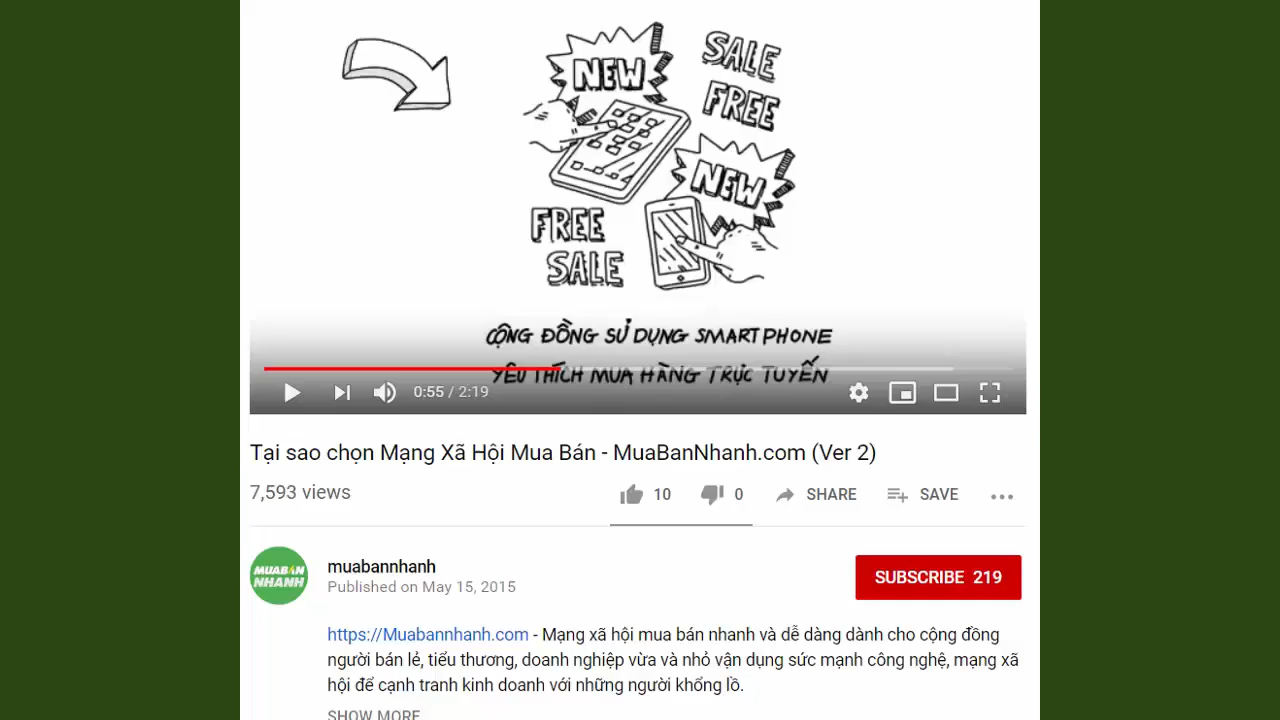 NEW
SALE
FREE
NEW
FREE
SALE
CỘNG ĐỒNG SỬ DỤNG SMARTPHONE
YÊU THÍCH MUA HÀNG TRỰC TUYẾN
0:55 / 2:19
Tại sao chọn Mạng Xã Hội Mua Bán - MuaBanNhanh.com (Ver 2)
7,593 views
10 0 SHARE SAVE
MUABÁN
NHANH
muabannhanh
Published on May 15, 2015
SUBSCRIBE 219
https://Muabannhanh.com - Mạng xã hội mua bán nhanh và dễ dàng dành cho cộng đồng
người bán lẻ, tiểu thương, doanh nghiệp vừa và nhỏ vận dụng sức mạnh công nghệ, mạng xã
hội để cạnh tranh kinh doanh với những người khổng lồ.
SHOW MORE